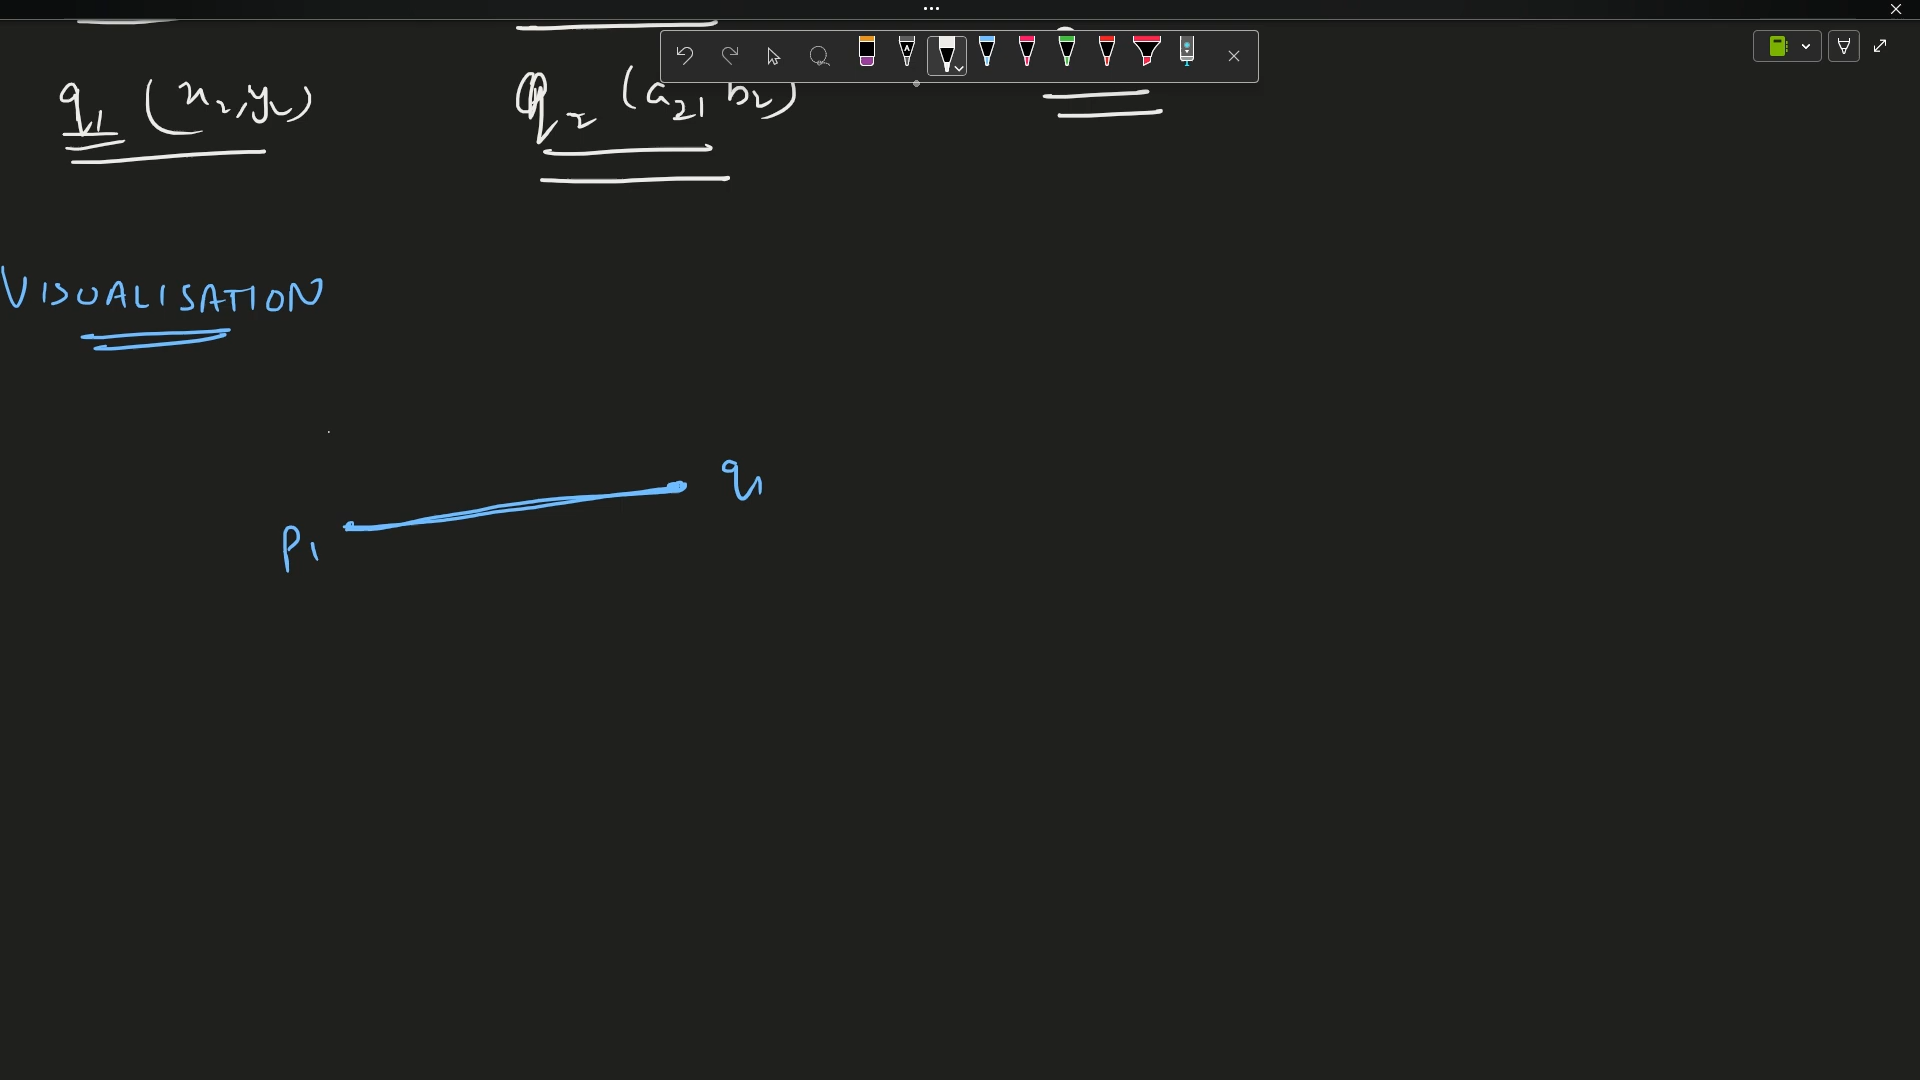 q1 (x2,y2) q2 (a2, b2)
VISUALISATION
q1
p1